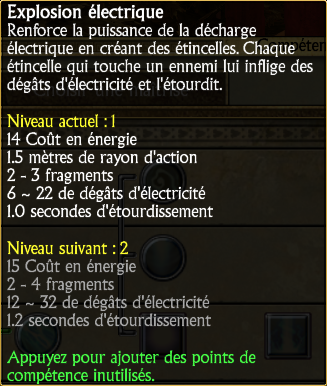 Explosion électrique
Renforce la puissance de la décharge
électrique en créant des étincelles. Chaque
étincelle qui touche un ennemi lui inflige des
dégâts d'électricité et l'étourdit.
Niveau actuel : 1
14 Coût en énergie
1.5 mètres de rayon d'action
2 - 3 fragments
6 ~ 22 de dégâts d'électricité
1.0 secondes d'étourdissement
Niveau suivant : 2
15 Coût en énergie
2 - 4 fragments
12 ~ 32 de dégâts d'électricité
1.2 secondes d'étourdissement
Appuyez pour ajouter des points de
compétence inutilisés.